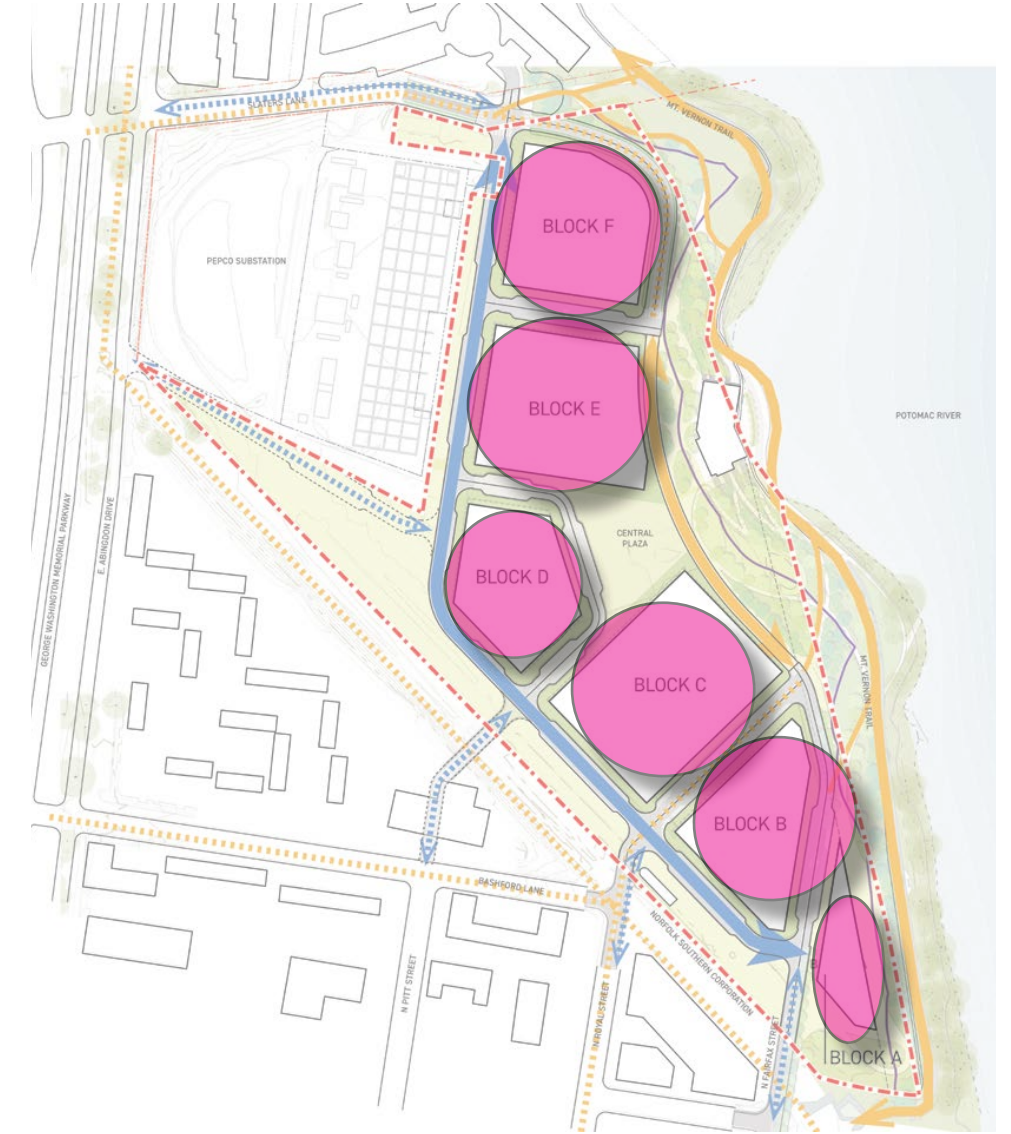 SLATERS LANE
MT. VERNON TRAIL
BLOCK F
PEPCO SUBSTATION
BLOCK E
POTOMAC RIVER
GEORGE WASHINGTON MEMORIAL PARKWAY
E. ABINGDON DRIVE
CENTRAL
PLAZA
BLOCK D
BLOCK C
MT. VERNON TRAIL
BLOCK B
BASHFORD LANE
NORFOLK SOUTHERN CORPORATION
N PITT STREET
N ROYAL STREET
N FAIRFAX STREET
BLOCK A